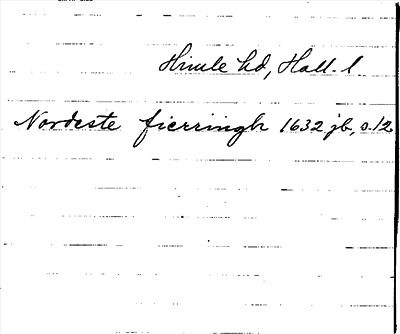 Himle hd, Hall. l
Nordeste fierringh 1632 jb, s. 12